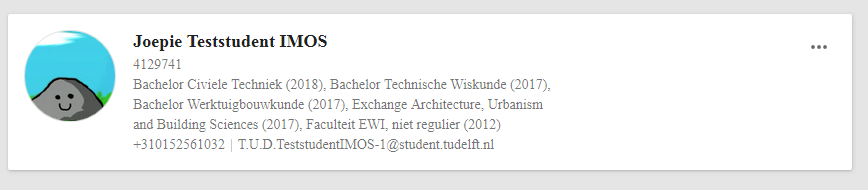 Joepie Teststudent IMOS
4129741
Bachelor Civiele Techniek (2018), Bachelor Technische Wiskunde (2017),
Bachelor Werktuigbouwkunde (2017), Exchange Architecture, Urbanism
and Building Sciences (2017), Faculteit EWI, niet regulier (2012)
+310152561032 | T.U.D.TeststudentIMOS-1@student.tudelft.nl